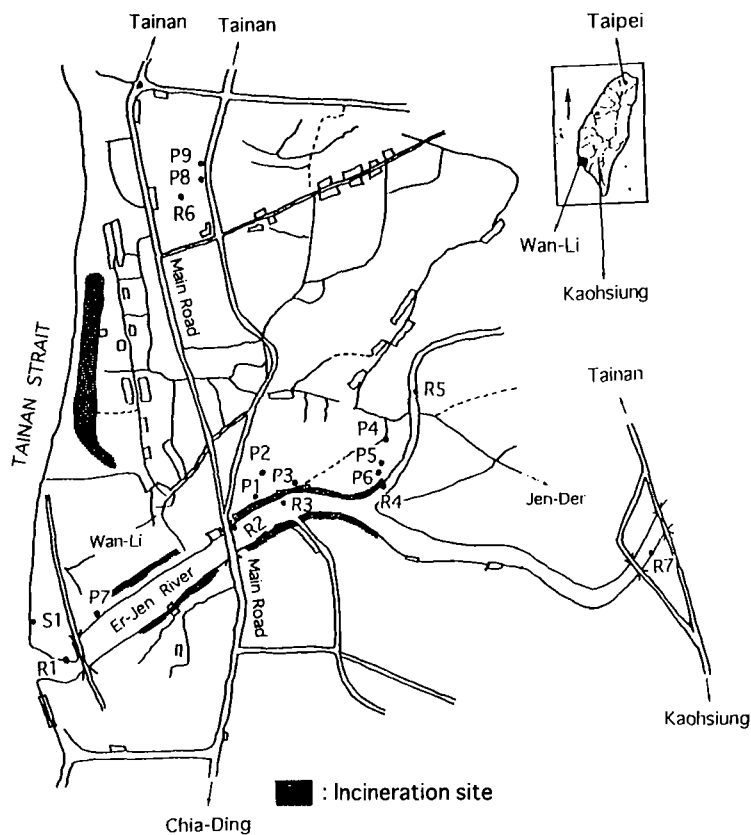 Tainan
Tainan
Taipei
P9
P8
R6
Wan-Li
Kaohsiung
Main Road
TAINAN STRAIT
Tainan
R5
P4
P2
P5
P3
P6
P1
R4
R3
Jen-Der
R2
Wan-Li
R7
Main Road
P7
Er-Jen River
S1
R1
Kaohsiung
: Incineration site
Chia-Ding